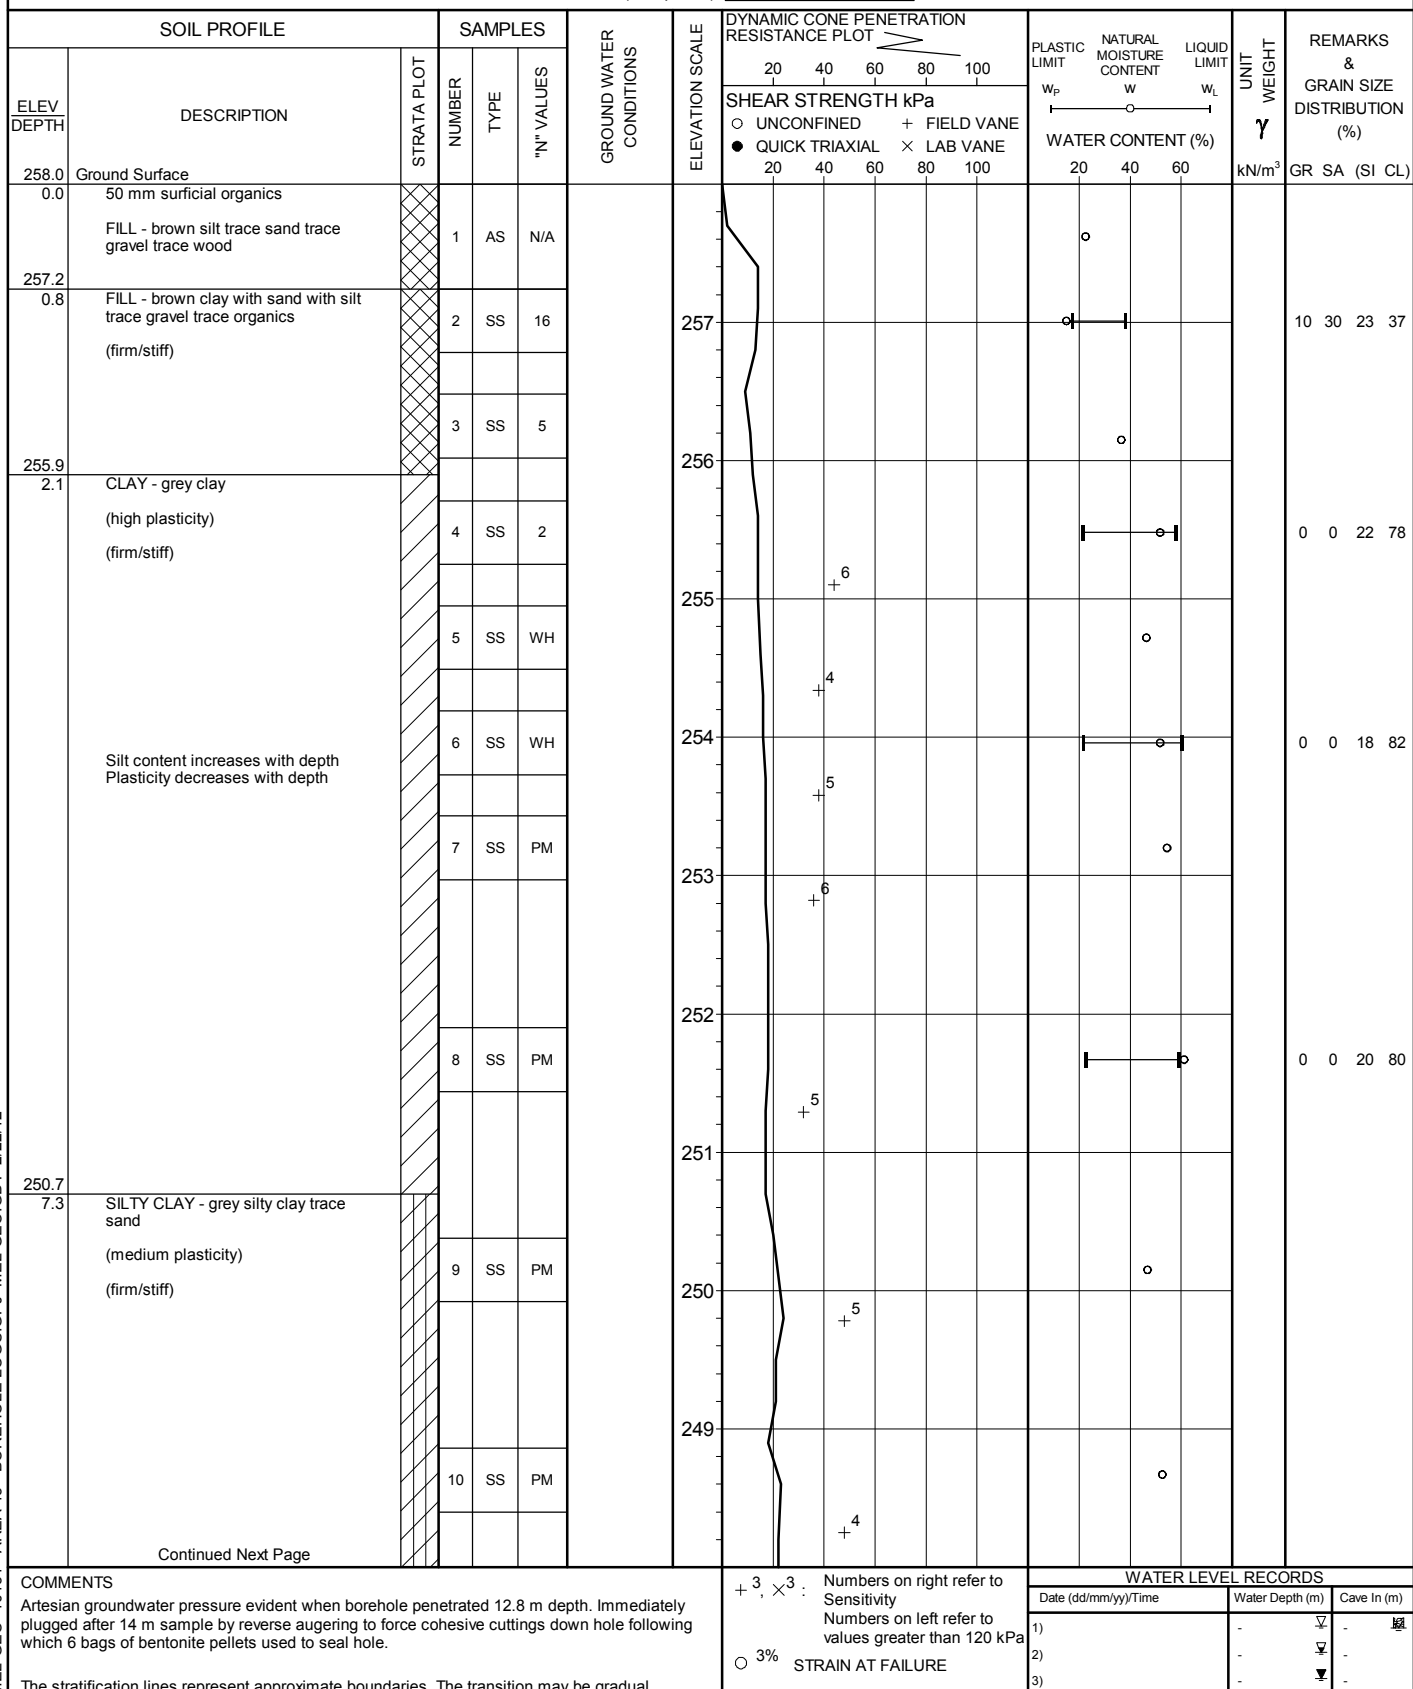 SOIL PROFILE
SAMPLES
GROUND WATER
CONDITIONS
ELEVATION SCALE
DYNAMIC CONE PENETRATION
RESISTANCE PLOT
20 40 60 80 100
SHEAR STRENGTH kPa
○ UNCONFINED + FIELD VANE
● QUICK TRIAXIAL × LAB VANE
20 40 60 80 100
PLASTIC
LIMIT
NATURAL
MOISTURE
CONTENT
LIQUID
LIMIT
WP W WL
WATER CONTENT (%)
20 40 60
UNIT
WEIGHT
γ
kN/m³
REMARKS
&
GRAIN SIZE
DISTRIBUTION
(%)
GR SA (SI CL)
ELEV
DEPTH
DESCRIPTION
STRATA PLOT
NUMBER
TYPE
"N" VALUES
258.0 Ground Surface
0.0 50 mm surficial organics
FILL - brown silt trace sand trace
gravel trace wood
1 AS N/A
257.2
0.8 FILL - brown clay with sand with silt
trace gravel trace organics
(firm/stiff)
2 SS 16
257
10 30 23 37
3 SS 5
255.9
256
2.1 CLAY - grey clay
(high plasticity)
(firm/stiff)
4 SS 2
0 0 22 78
6
255
5 SS WH
4
254
6 SS WH
0 0 18 82
Silt content increases with depth
Plasticity decreases with depth
5
7 SS PM
253
6
252
8 SS PM
0 0 20 80
5
251
250.7
7.3 SILTY CLAY - grey silty clay trace
sand
(medium plasticity)
(firm/stiff)
9 SS PM
250
5
249
10 SS PM
4
Continued Next Page
COMMENTS
Artesian groundwater pressure evident when borehole penetrated 12.8 m depth. Immediately
plugged after 14 m sample by reverse augering to force cohesive cuttings down hole following
which 6 bags of bentonite pellets used to seal hole.
The stratification lines represent approximate boundaries. The transition may be gradual
+ 3, × 3 : Numbers on right refer to
Sensitivity
Numbers on left refer to
values greater than 120 kPa
○ 3% STRAIN AT FAILURE
WATER LEVEL RECORDS
Date (dd/mm/yy)/Time Water Depth (m) Cave In (m)
1) - -
2) - -
3) - -